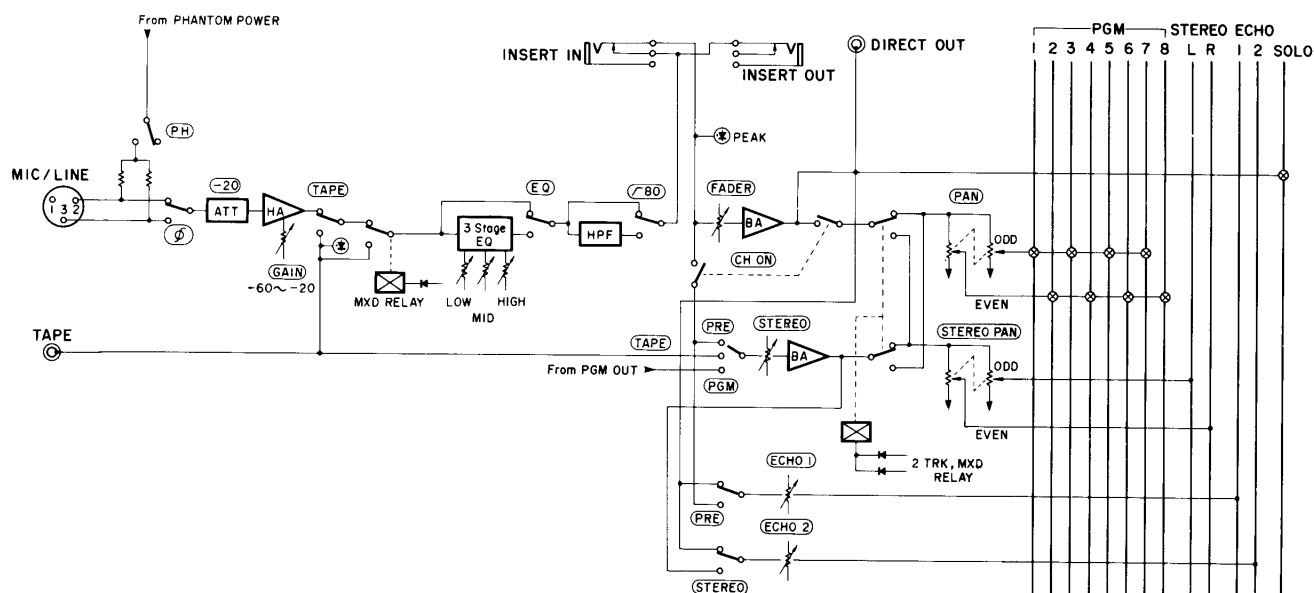 From PHANTOM POWER
PH
MIC/LINE
1 3 2
Ø
-20
ATT
HA
GAIN
-60～-20
TAPE
MXD RELAY
3 Stage
EQ
LOW
MID
HIGH
EQ
HPF
80
INSERT IN
INSERT OUT
DIRECT OUT
PEAK
FADER
BA
CH ON
PAN
ODD
EVEN
PGM
STEREO
ECHO
1 2 3 4 5 6 7 8 L R 1 2 SOLO
TAPE
TAPE
PRE
From PGM OUT
PGM
STEREO
BA
STEREO PAN
ODD
EVEN
2 TRK, MXD
RELAY
ECHO 1
PRE
ECHO 2
STEREO